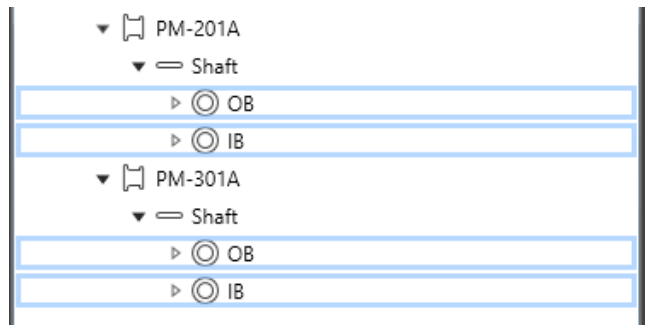 PM-201A
Shaft
OB
IB
PM-301A
Shaft
OB
IB